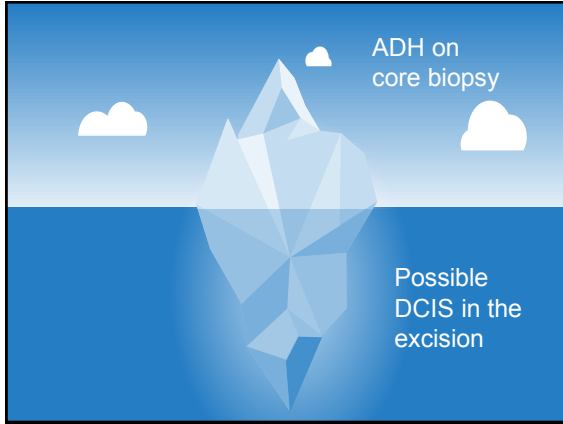 ADH on
core biopsy
Possible
DCIS in the
excision